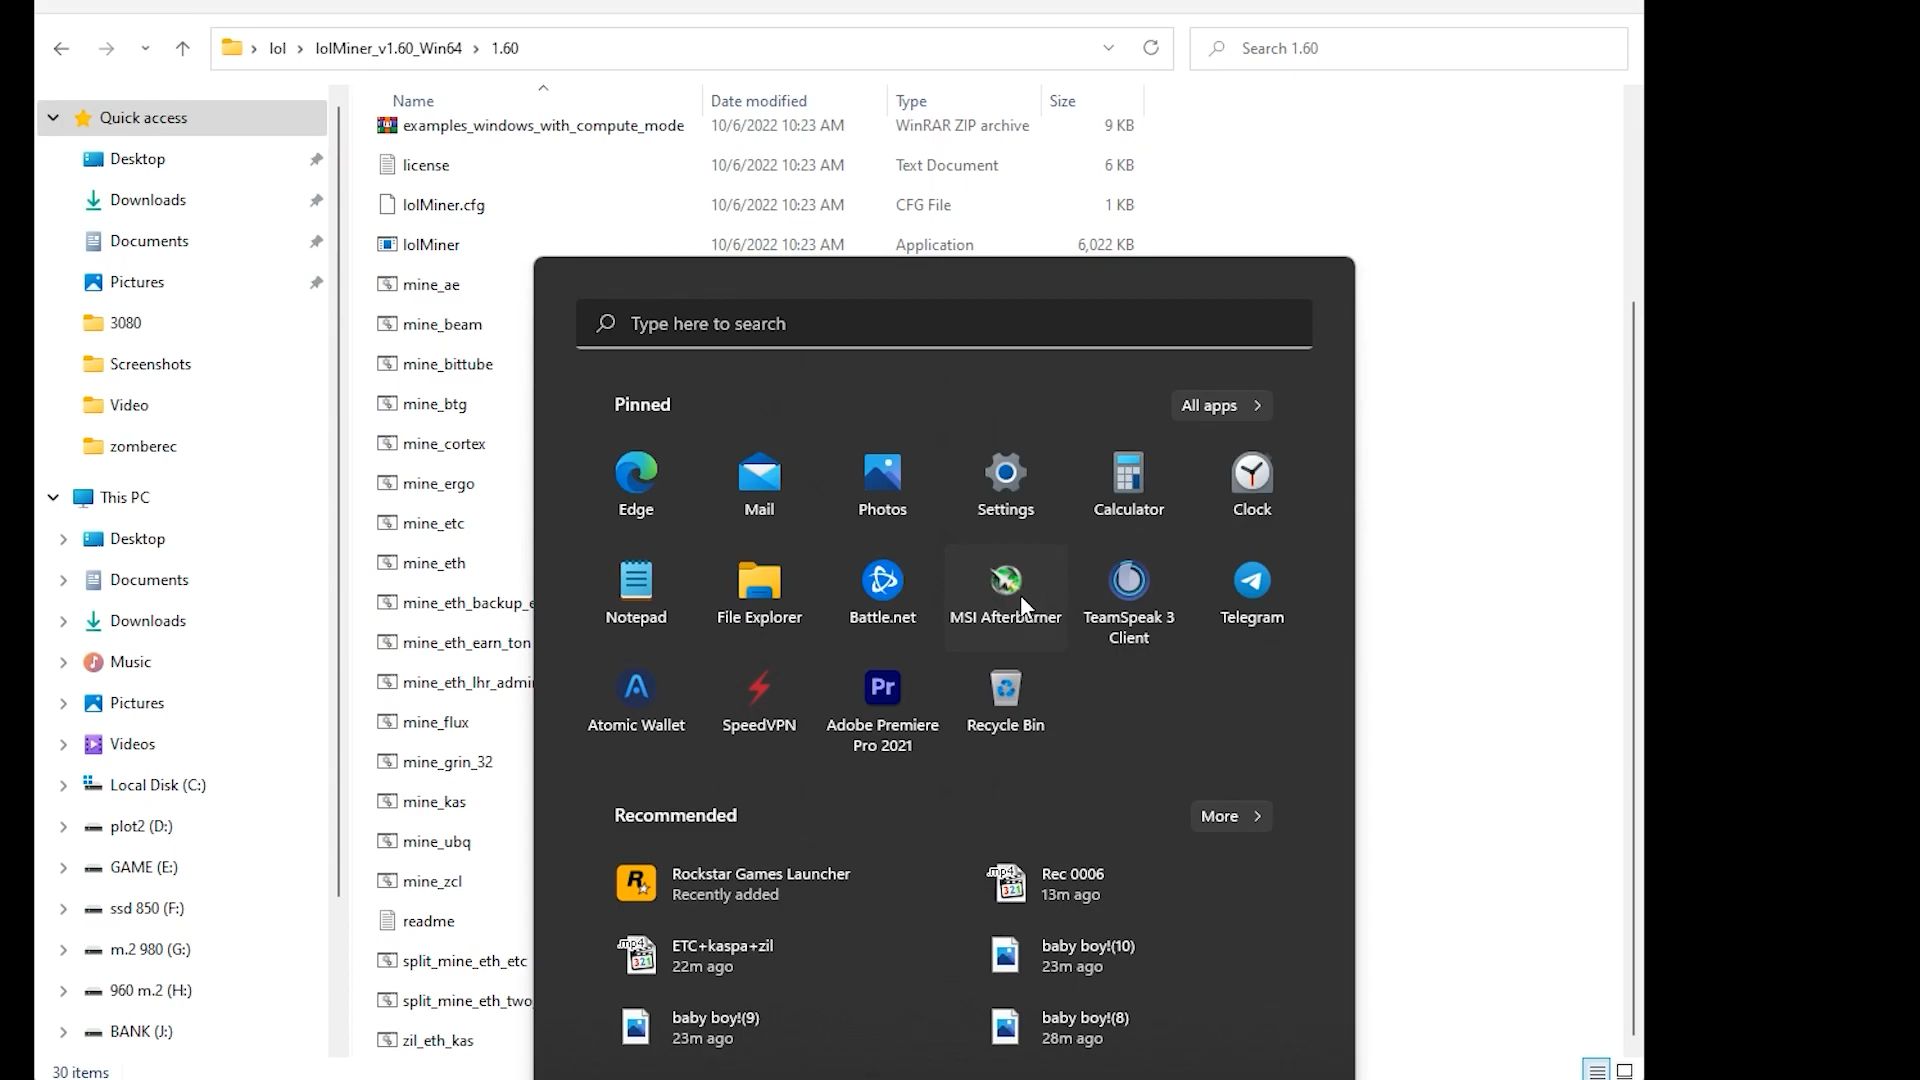 lol
lolMiner_v1.60_Win64
1.60
Search 1.60
Name
Date modified
Type
Size
Quick access
Desktop
Downloads
Documents
Pictures
3080
Screenshots
Video
zomberec
This PC
Desktop
Documents
Downloads
Music
Pictures
Videos
Local Disk (C:)
plot2 (D:)
GAME (E:)
ssd 850 (F:)
m.2 980 (G:)
960 m.2 (H:)
BANK (J:)
30 items
examples_windows_with_compute_mode 10/6/2022 10:23 AM WinRAR ZIP archive 9 KB
license 10/6/2022 10:23 AM Text Document 6 KB
lolMiner.cfg 10/6/2022 10:23 AM CFG File 1 KB
lolMiner 10/6/2022 10:23 AM Application 6,022 KB
mine_ae
mine_beam
mine_bittube
mine_btg
mine_cortex
mine_ergo
mine_etc
mine_eth
mine_eth_backup_e
mine_eth_earn_ton
mine_eth_lhr_admi
mine_flux
mine_grin_32
mine_kas
mine_ubq
mine_zcl
readme
split_mine_eth_etc
split_mine_eth_two
zil_eth_kas
Type here to search
Pinned
All apps
Edge
Mail
Photos
Settings
Calculator
Clock
Notepad
File Explorer
Battle.net
MSI Afterburner
TeamSpeak 3
Client
Telegram
Atomic Wallet
SpeedVPN
Pr
Adobe Premiere
Pro 2021
Recycle Bin
Recommended
More
Rockstar Games Launcher
Recently added
.mp4
321
Rec 0006
13m ago
.mp4
321
ETC+kaspa+zil
22m ago
baby boy!(10)
23m ago
baby boy!(9)
23m ago
baby boy!(8)
28m ago